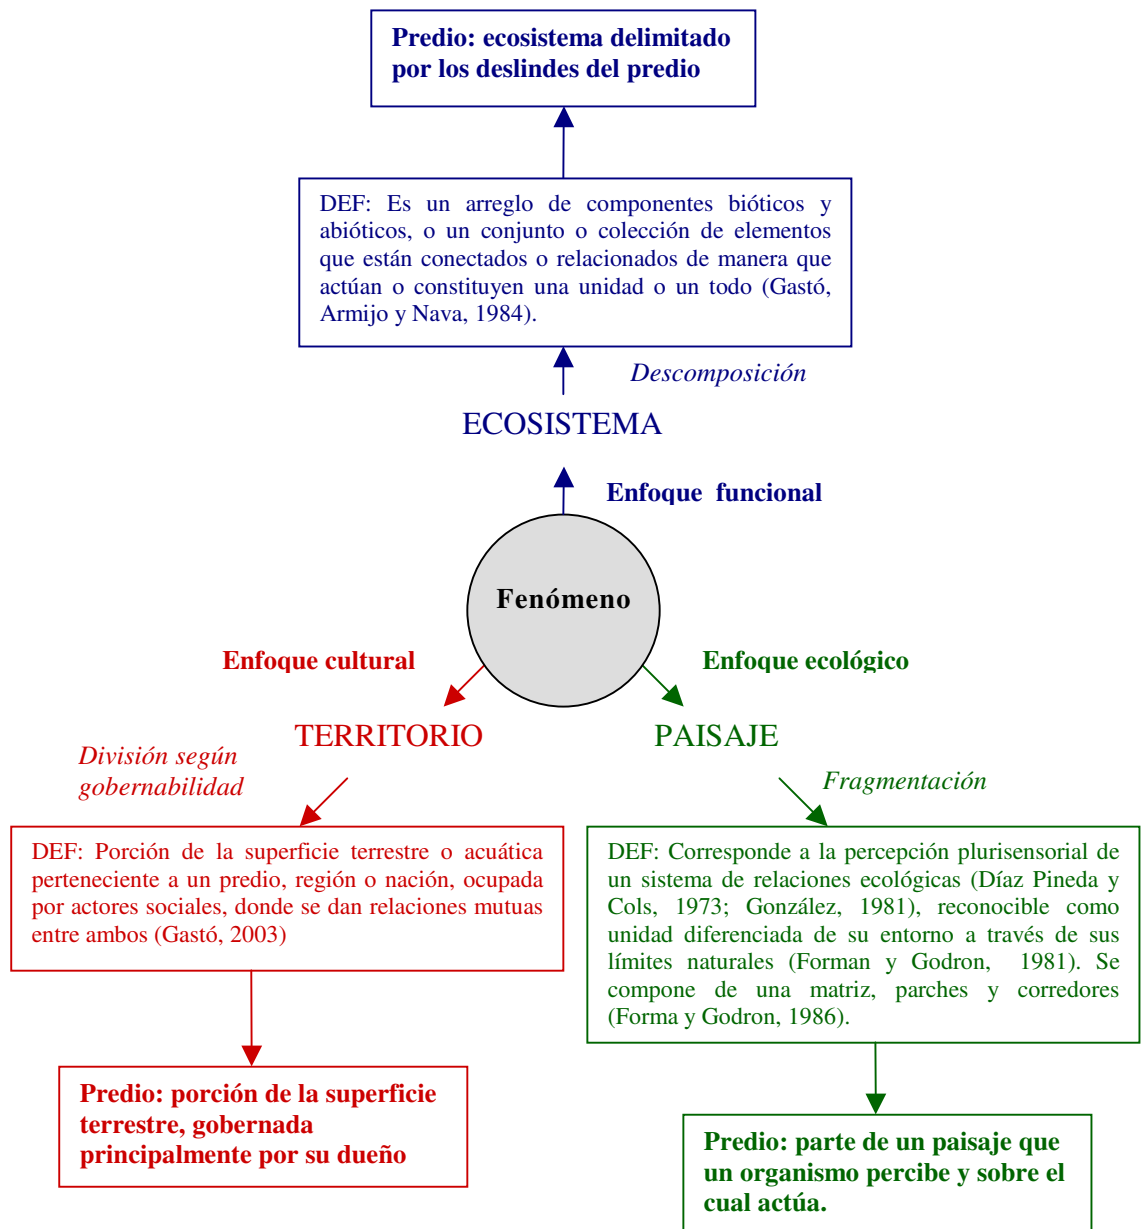 Predio: ecosistema delimitado
por los deslindes del predio
DEF: Es un arreglo de componentes bióticos y
abióticos, o un conjunto o colección de elementos
que están conectados o relacionados de manera que
actúan o constituyen una unidad o un todo (Gastó,
Armijo y Nava, 1984).
Descomposición
ECOSISTEMA
Enfoque funcional
Fenómeno
Enfoque cultural
Enfoque ecológico
TERRITORIO
PAISAJE
División según
gobernabilidad
Fragmentación
DEF: Porción de la superficie terrestre o acuática
perteneciente a un predio, región o nación, ocupada
por actores sociales, donde se dan relaciones mutuas
entre ambos (Gastó, 2003)
DEF: Corresponde a la percepción plurisensorial de
un sistema de relaciones ecológicas (Díaz Pineda y
Cols, 1973; González, 1981), reconocible como
unidad diferenciada de su entorno a través de sus
límites naturales (Forman y Godron, 1981). Se
compone de una matriz, parches y corredores
(Forma y Godron, 1986).
Predio: porción de la superficie
terrestre, gobernada
principalmente por su dueño
Predio: parte de un paisaje que
un organismo percibe y sobre el
cual actúa.